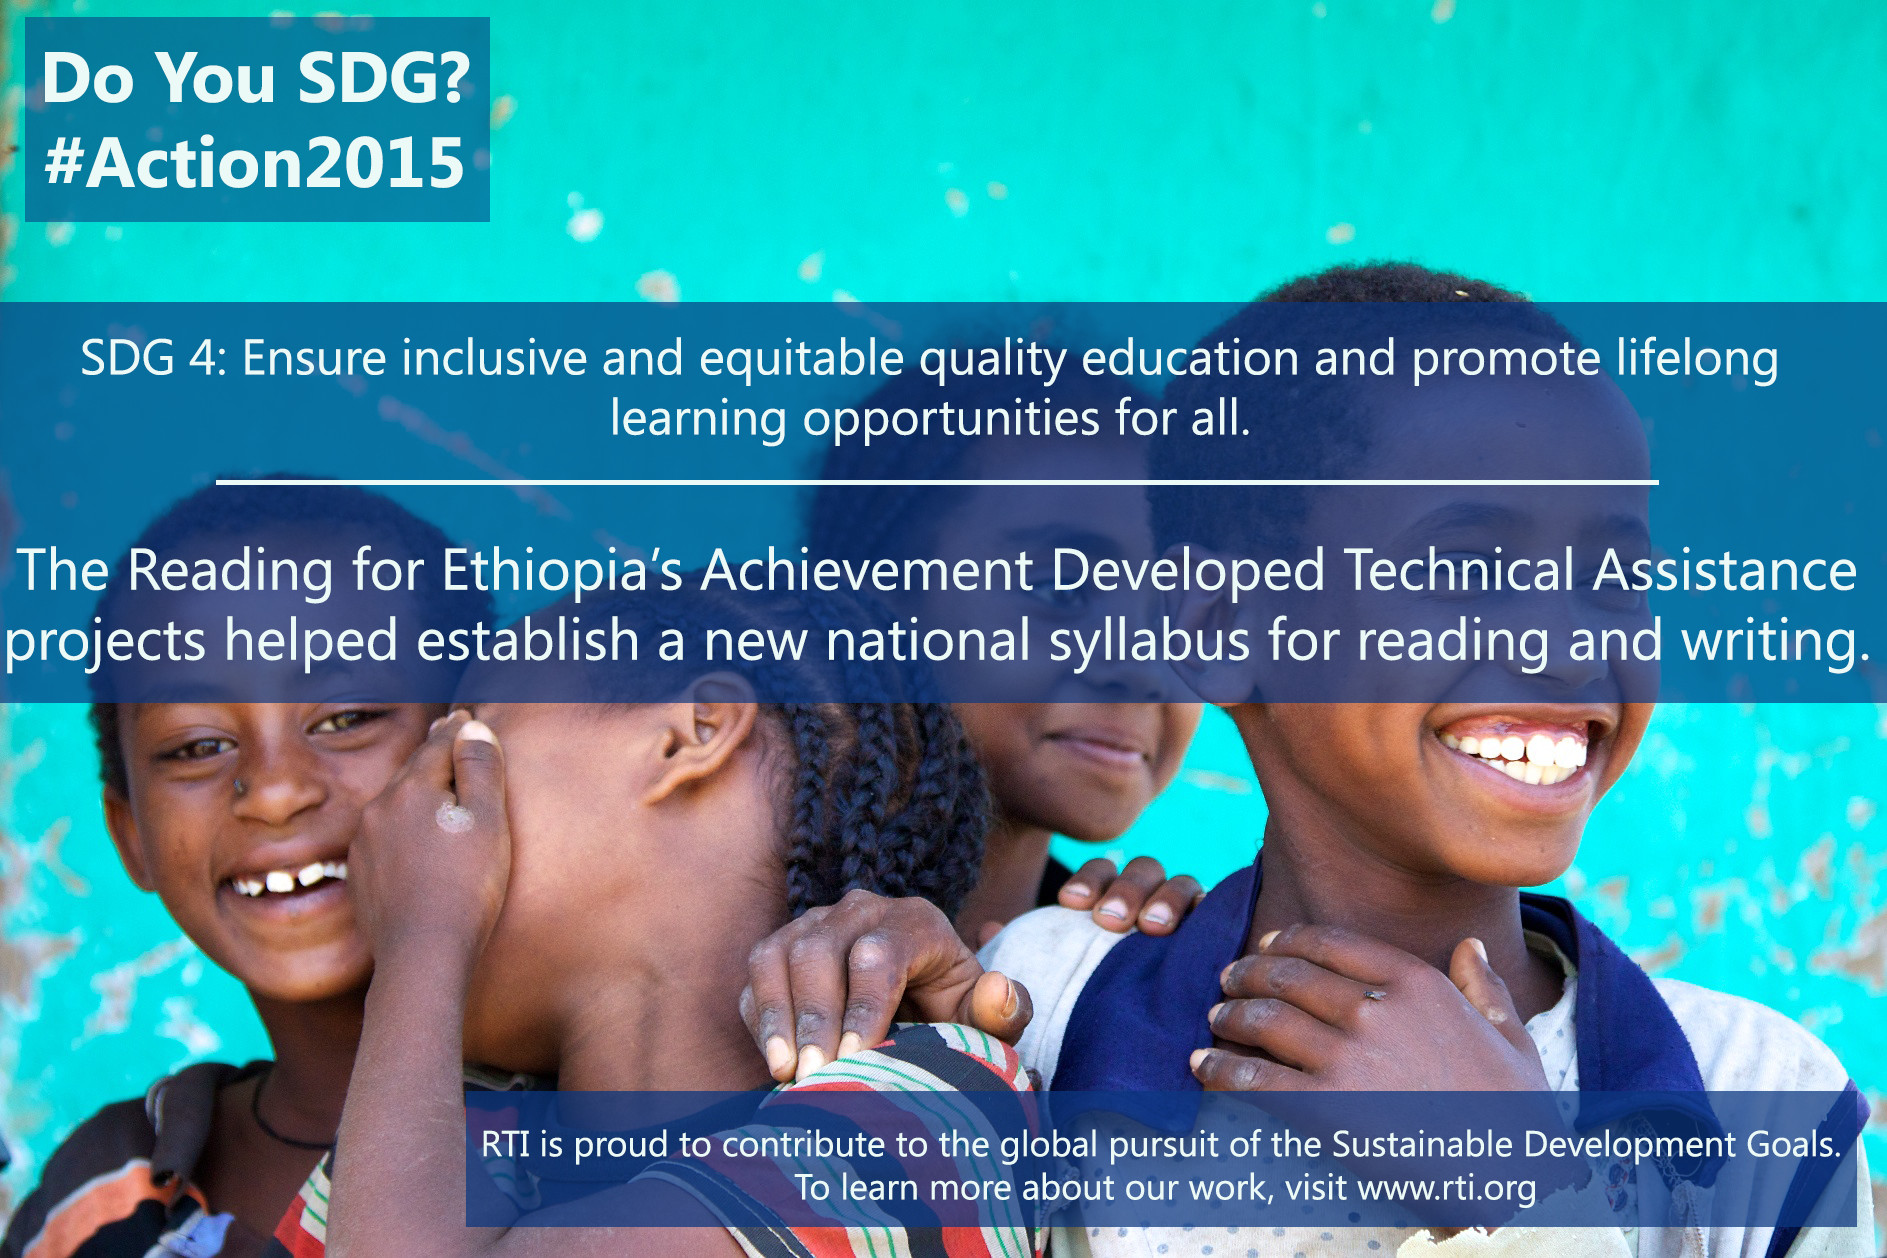 Do You SDG?
#Action2015
SDG 4: Ensure inclusive and equitable quality education and promote lifelong
learning opportunities for all.
The Reading for Ethiopia‘s Achievement Developed Technical Assistance
projects helped establish a new national syllabus for reading and writing.
RTI is proud to contribute to the global pursuit of the Sustainable Development Goals.
To learn more about our work, visit www.rti.org